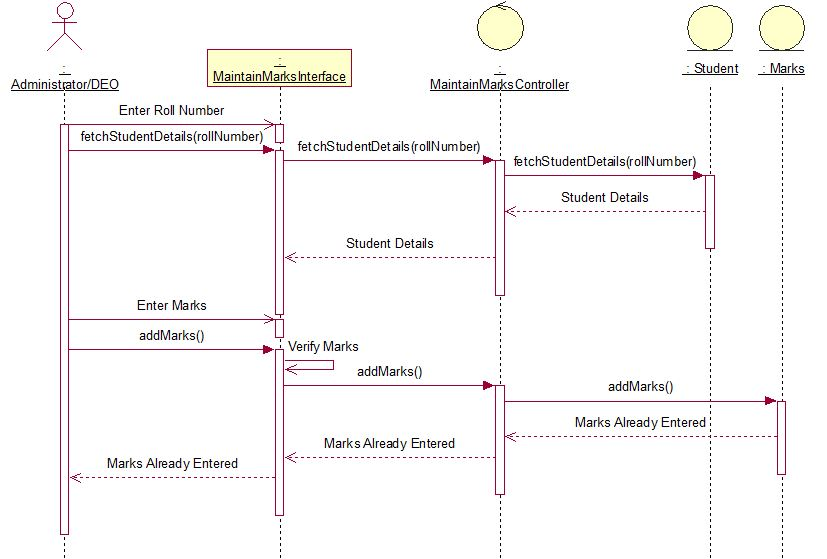 :
Administrator/DEO
:
MaintainMarksInterface
:
MaintainMarksController
: Student
: Marks
Enter Roll Number
fetchStudentDetails(rollNumber)
fetchStudentDetails(rollNumber)
fetchStudentDetails(rollNumber)
Student Details
Student Details
Enter Marks
addMarks()
Verify Marks
addMarks()
addMarks()
Marks Already Entered
Marks Already Entered
Marks Already Entered